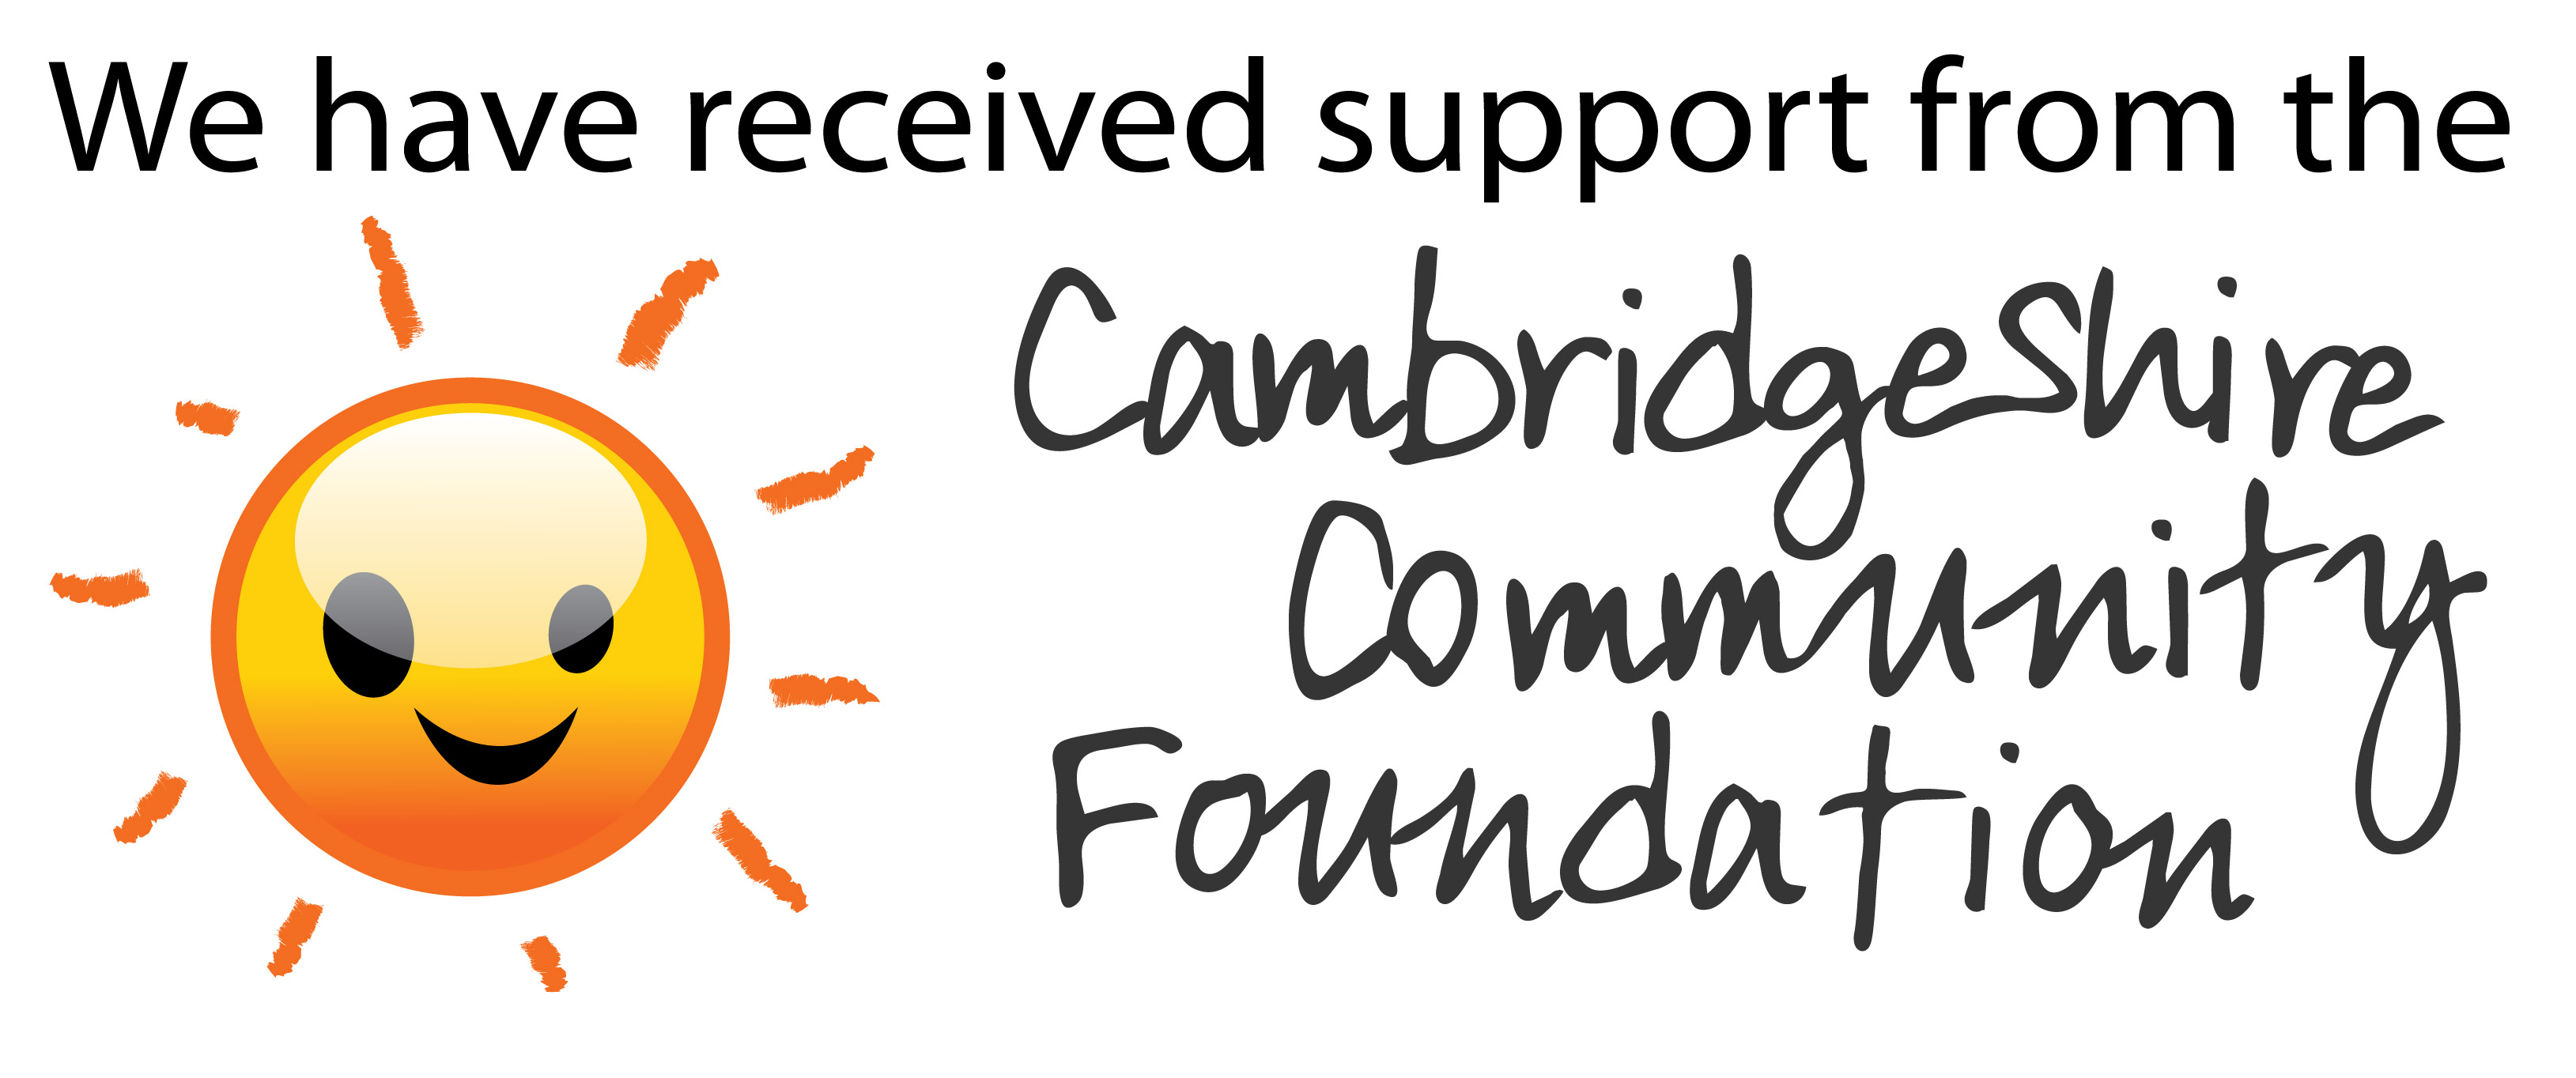 We have received support from the
Cambridgeshire
Community
Foundation